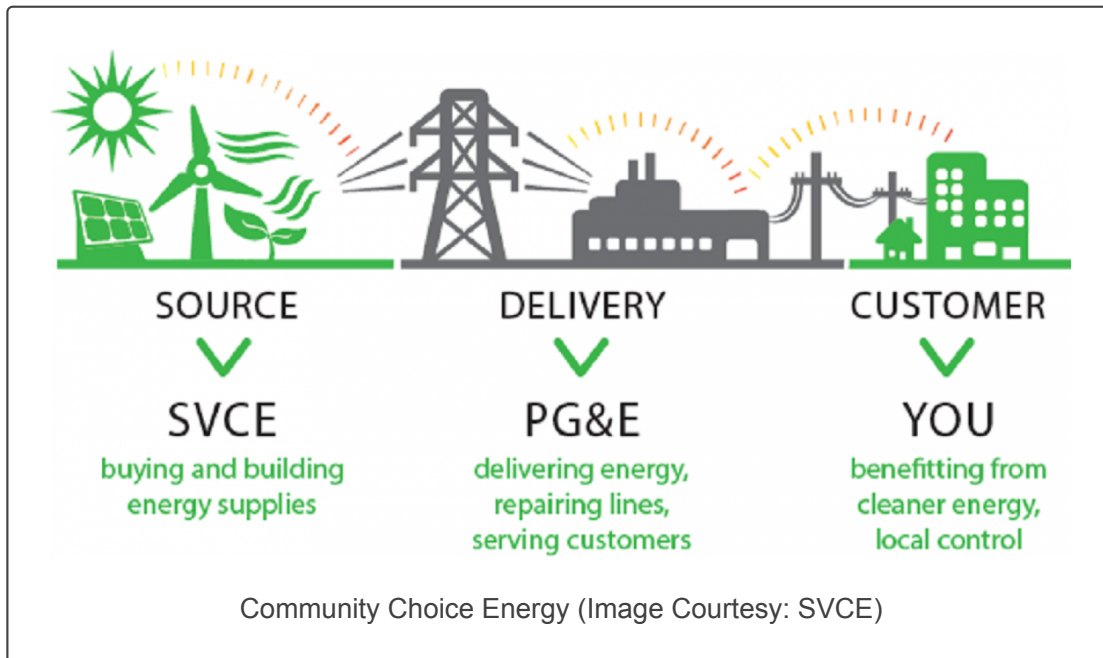 SOURCE
DELIVERY
CUSTOMER
SVCE
PG&E
YOU
buying and building
energy supplies
delivering energy,
repairing lines,
serving customers
benefitting from
cleaner energy,
local control
Community Choice Energy (Image Courtesy: SVCE)